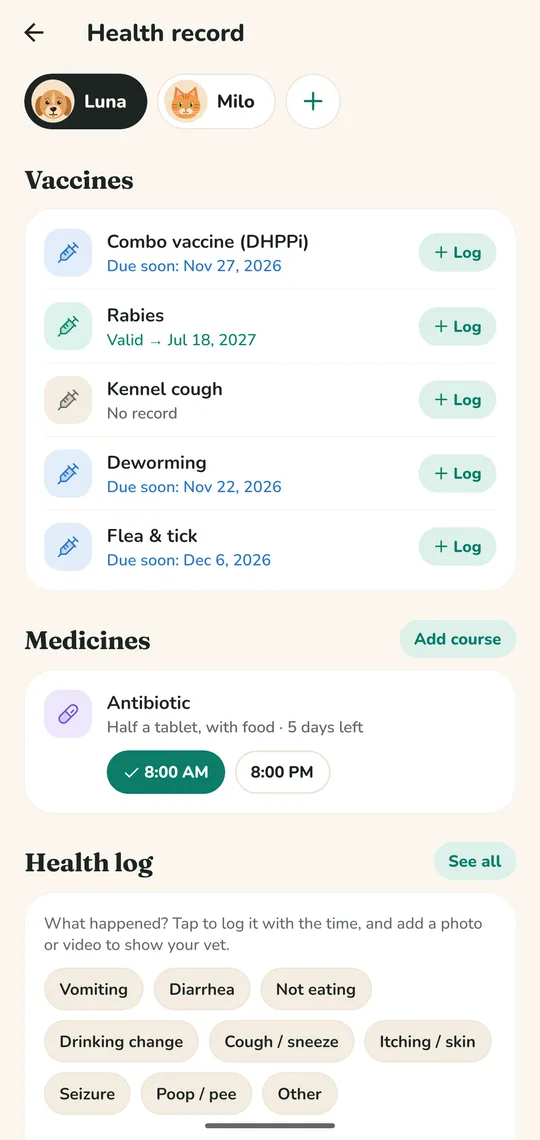 Health record
Luna
Milo
Vaccines
Combo vaccine (DHPPi)
Due soon: Nov 27, 2026
+ Log
Rabies
Valid → Jul 18, 2027
+ Log
Kennel cough
No record
+ Log
Deworming
Due soon: Nov 22, 2026
+ Log
Flea & tick
Due soon: Dec 6, 2026
+ Log
Medicines
Add course
Antibiotic
Half a tablet, with food · 5 days left
8:00 AM
8:00 PM
Health log
See all
What happened? Tap to log it with the time, and add a photo
or video to show your vet.
Vomiting
Diarrhea
Not eating
Drinking change
Cough / sneeze
Itching / skin
Seizure
Poop / pee
Other